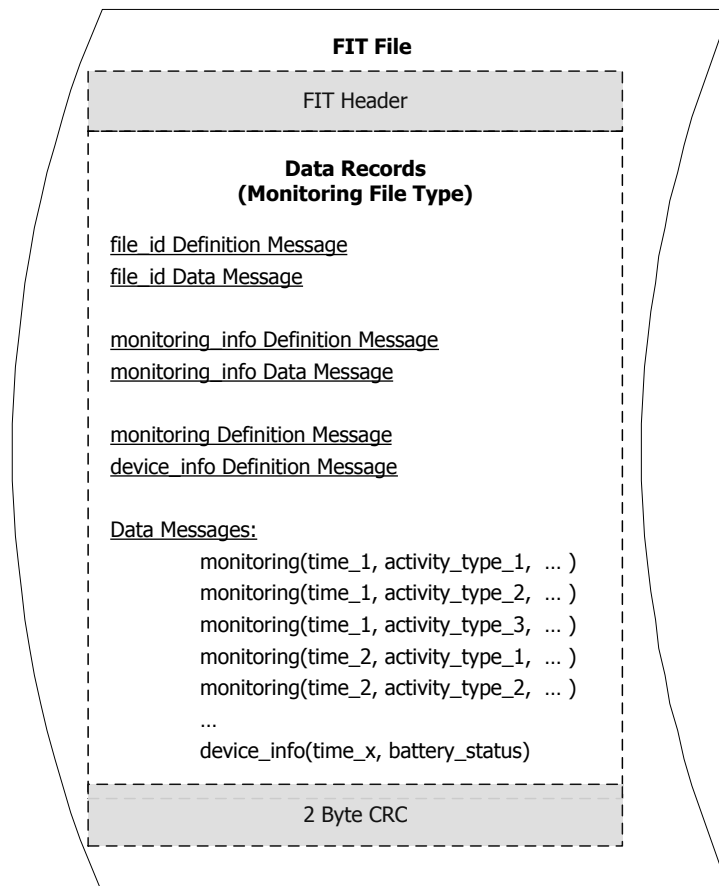 FIT File
FIT Header
Data Records
(Monitoring File Type)
file_id Definition Message
file_id Data Message
monitoring_info Definition Message
monitoring_info Data Message
monitoring Definition Message
device_info Definition Message
Data Messages:
monitoring(time_1, activity_type_1, … )
monitoring(time_1, activity_type_2, … )
monitoring(time_1, activity_type_3, … )
monitoring(time_2, activity_type_1, … )
monitoring(time_2, activity_type_2, … )
…
device_info(time_x, battery_status)
2 Byte CRC